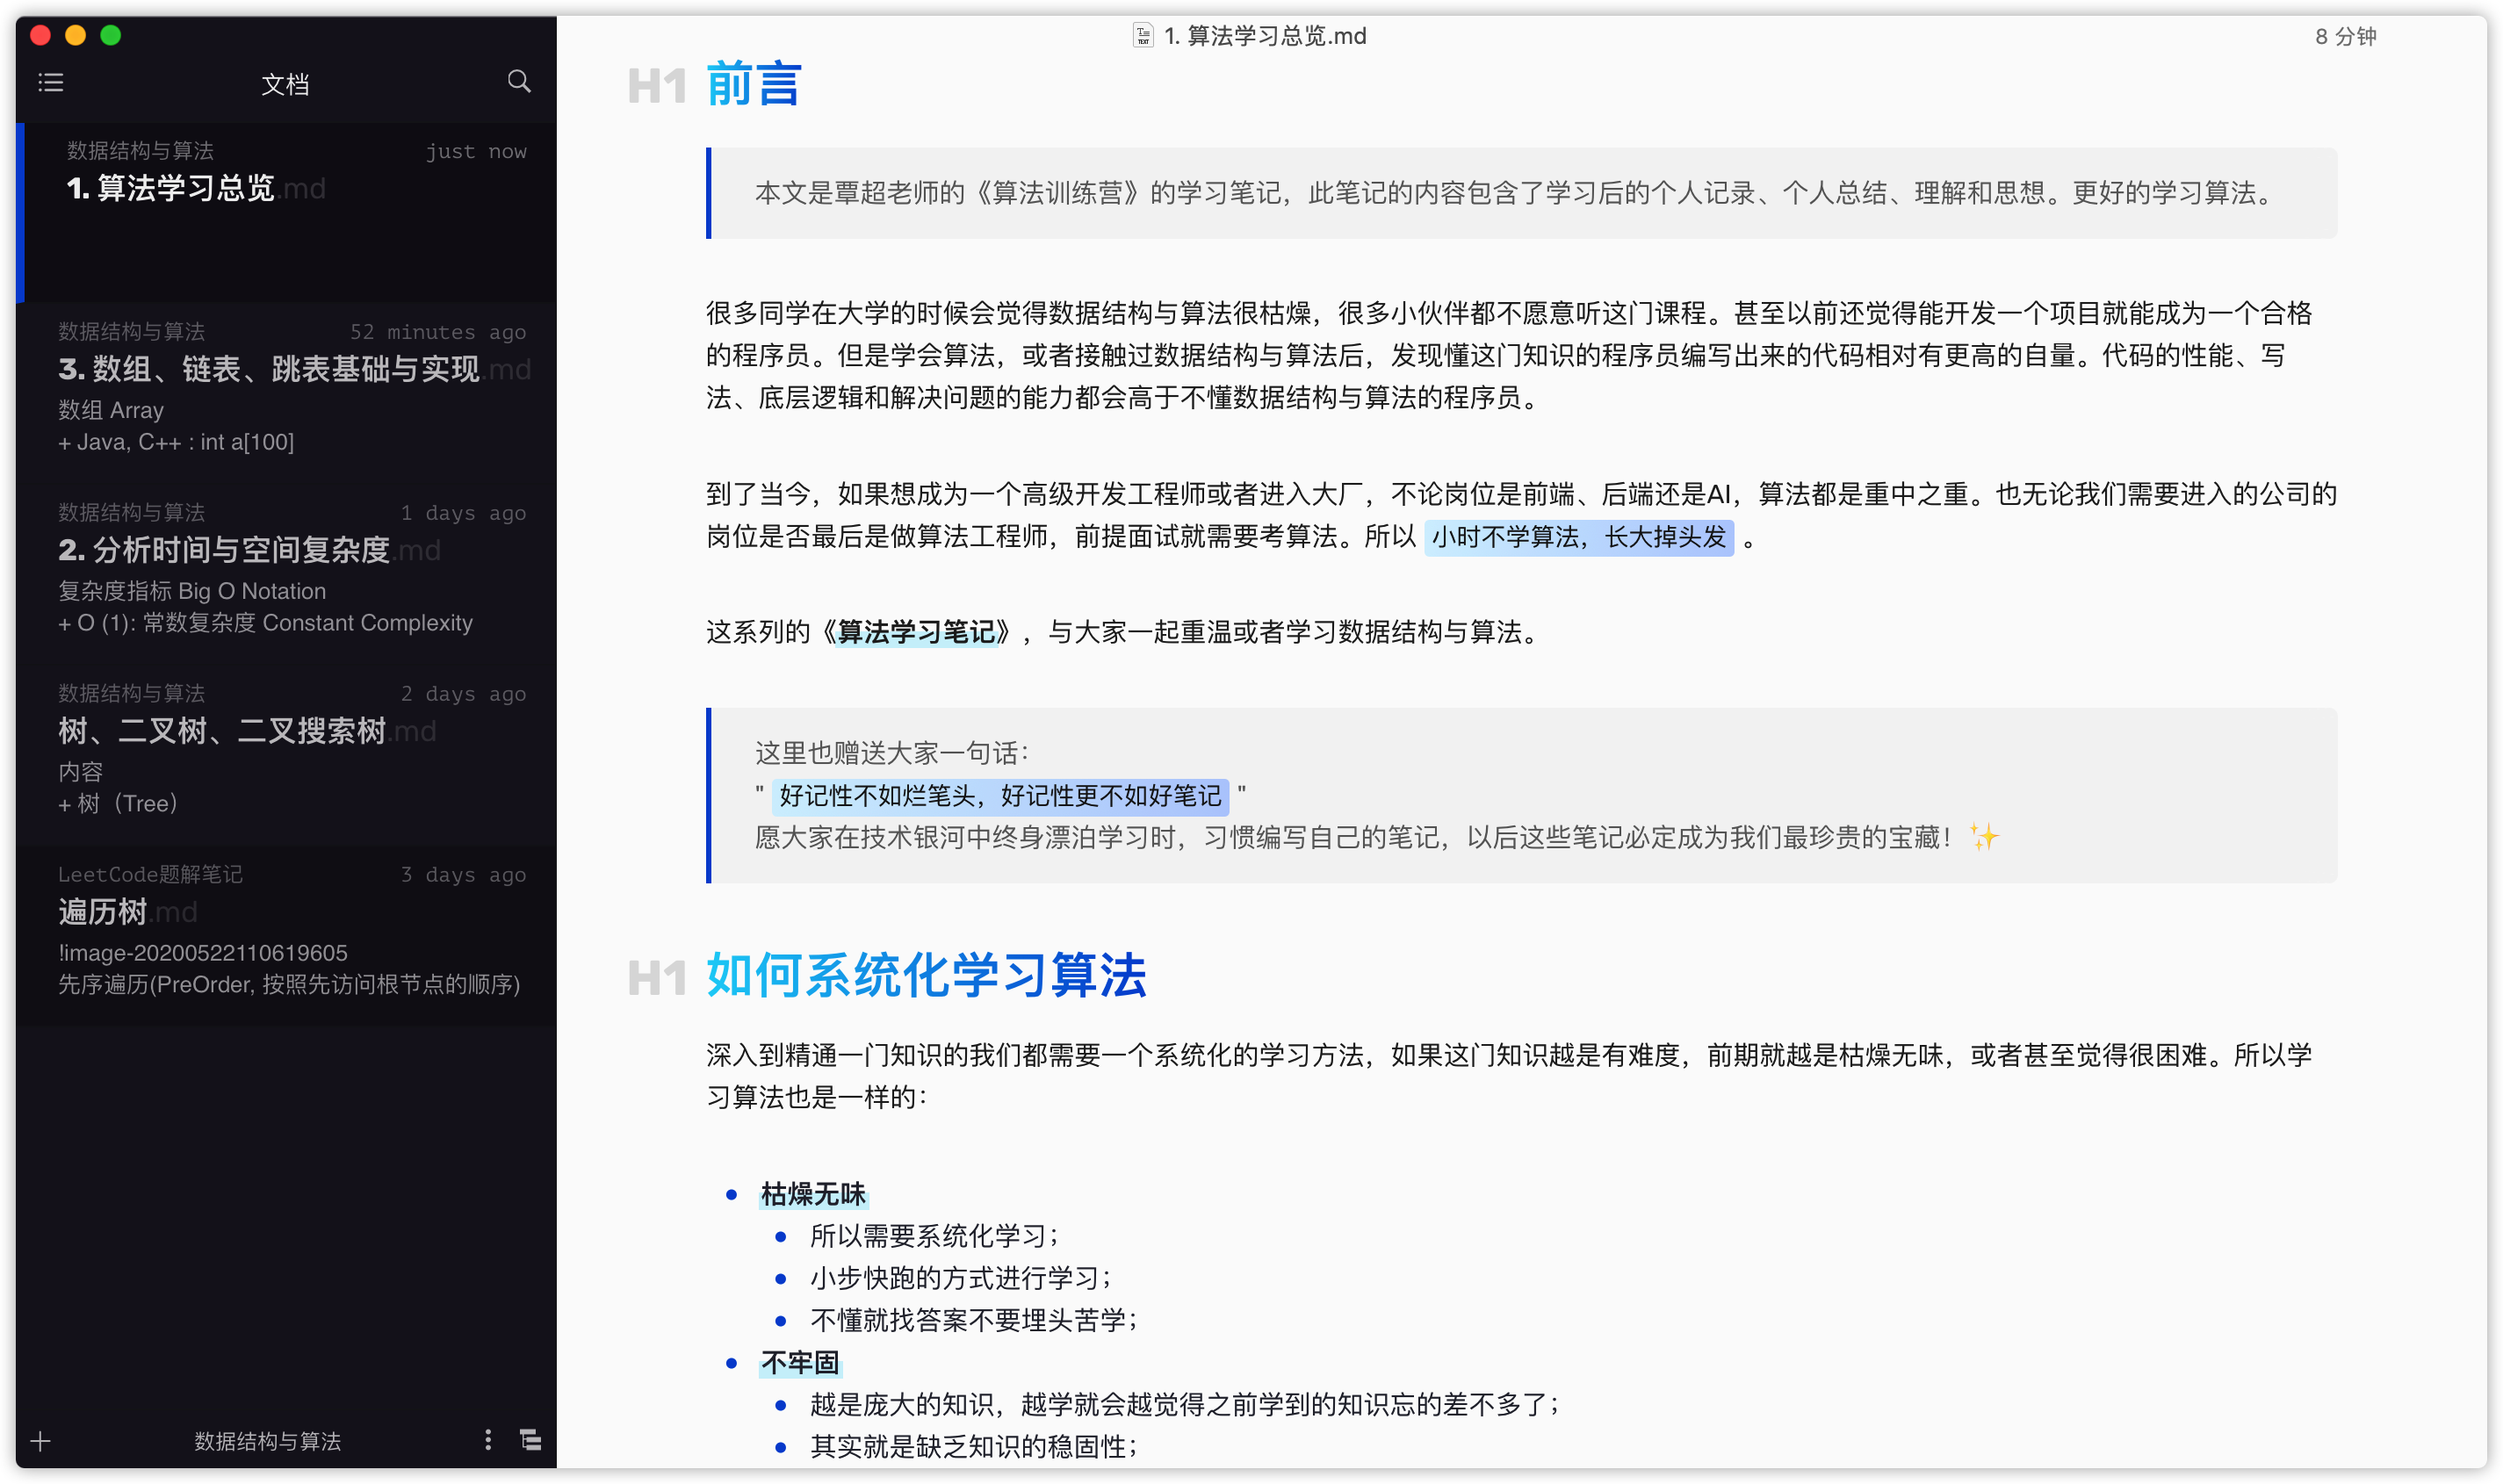 文档
数据结构与算法 just now
1. 算法学习总览.md
数据结构与算法 52 minutes ago
3. 数组、链表、跳表基础与实现.md
数组 Array
+ Java, C++ : int a[100]
数据结构与算法 1 days ago
2. 分析时间与空间复杂度.md
复杂度指标 Big O Notation
+ O (1): 常数复杂度 Constant Complexity
数据结构与算法 2 days ago
树、二叉树、二叉搜索树.md
内容
+ 树（Tree）
LeetCode题解笔记 3 days ago
遍历树.md
!image-20200522110619605
先序遍历(PreOrder, 按照先访问根节点的顺序)
数据结构与算法
1. 算法学习总览.md
8 分钟
H1 前言
本文是覃超老师的《算法训练营》的学习笔记，此笔记的内容包含了学习后的个人记录、个人总结、理解和思想。更好的学习算法。
很多同学在大学的时候会觉得数据结构与算法很枯燥，很多小伙伴都不愿意听这门课程。甚至以前还觉得能开发一个项目就能成为一个合格
的程序员。但是学会算法，或者接触过数据结构与算法后，发现懂这门知识的程序员编写出来的代码相对有更高的自量。代码的性能、写
法、底层逻辑和解决问题的能力都会高于不懂数据结构与算法的程序员。
到了当今，如果想成为一个高级开发工程师或者进入大厂，不论岗位是前端、后端还是AI，算法都是重中之重。也无论我们需要进入的公司的
岗位是否最后是做算法工程师，前提面试就需要考算法。所以 小时不学算法，长大掉头发 。
这系列的《算法学习笔记》，与大家一起重温或者学习数据结构与算法。
这里也赠送大家一句话：
" 好记性不如烂笔头，好记性更不如好笔记 "
愿大家在技术银河中终身漂泊学习时，习惯编写自己的笔记，以后这些笔记必定成为我们最珍贵的宝藏！✨
H1 如何系统化学习算法
深入到精通一门知识的我们都需要一个系统化的学习方法，如果这门知识越是有难度，前期就越是枯燥无味，或者甚至觉得很困难。所以学
习算法也是一样的：
枯燥无味
所以需要系统化学习；
小步快跑的方式进行学习；
不懂就找答案不要埋头苦学；
不牢固
越是庞大的知识，越学就会越觉得之前学到的知识忘的差不多了；
其实就是缺乏知识的稳固性；